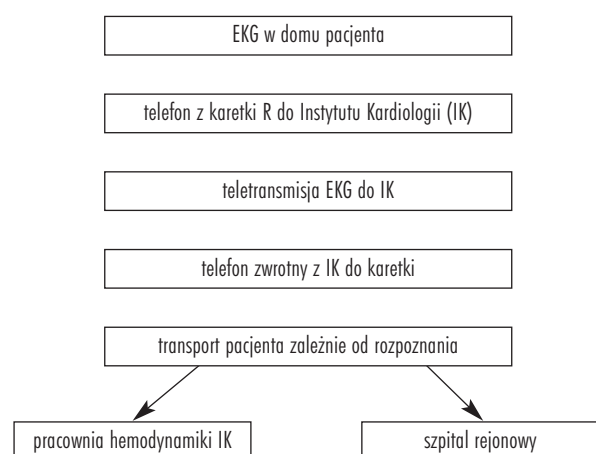 EKG w domu pacjenta
telefon z karetki R do Instytutu Kardiologii (IK)
teletransmisja EKG do IK
telefon zwrotny z IK do karetki
transport pacjenta zależnie od rozpoznania
pracownia hemodynamiki IK
szpital rejonowy